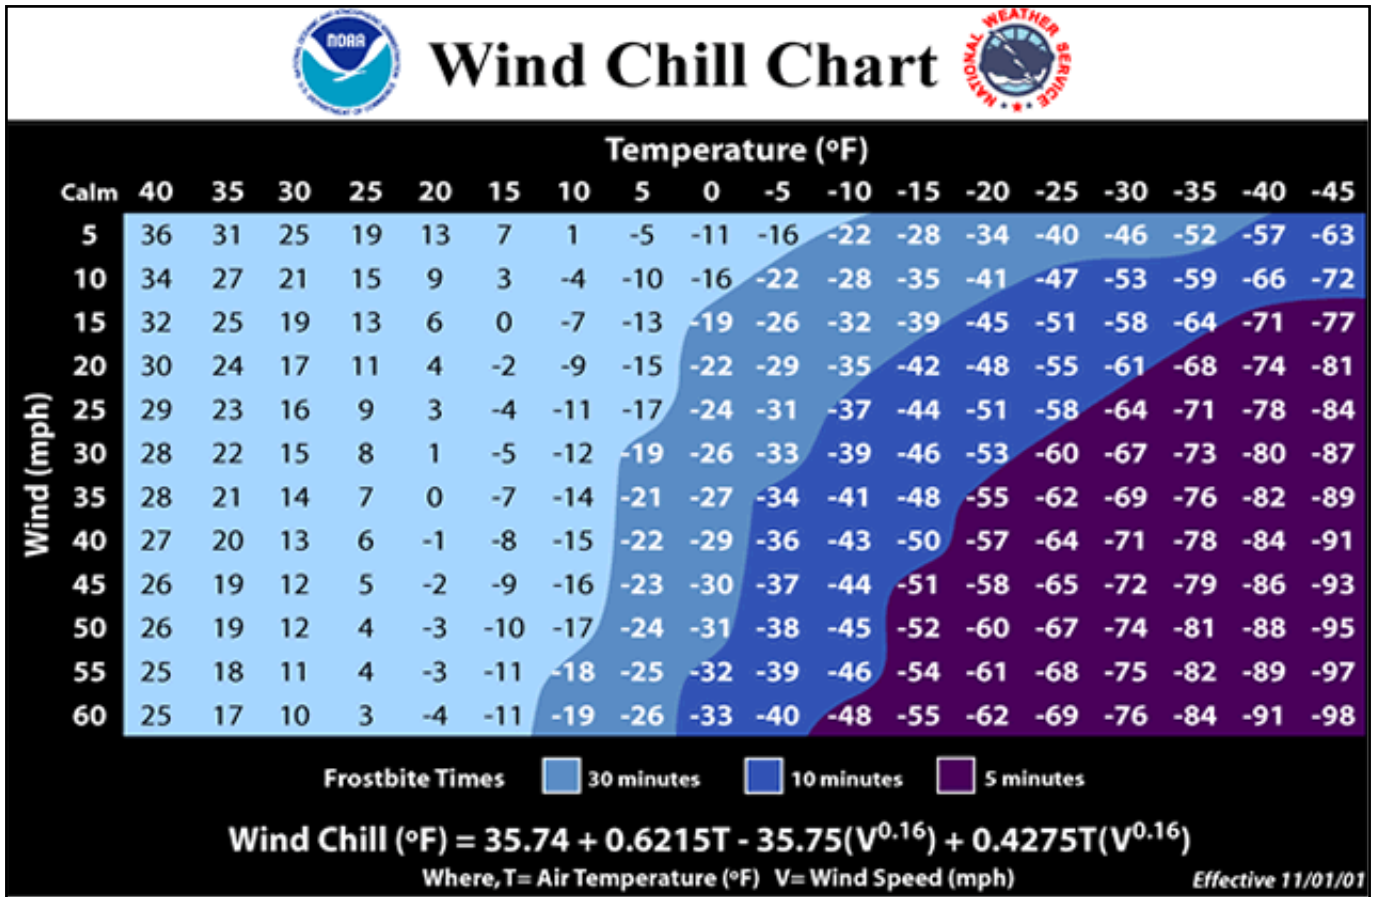 NATIONAL OCEANIC AND ATMOSPHERIC ADMINISTRATION
NOAA
U.S. DEPARTMENT OF COMMERCE
Wind Chill Chart
NATIONAL WEATHER SERVICE
Temperature (ºF)
Calm 40 35 30 25 20 15 10 5 0 -5 -10 -15 -20 -25 -30 -35 -40 -45
5 36 31 25 19 13 7 1 -5 -11 -16 -22 -28 -34 -40 -46 -52 -57 -63
10 34 27 21 15 9 3 -4 -10 -16 -22 -28 -35 -41 -47 -53 -59 -66 -72
15 32 25 19 13 6 0 -7 -13 -19 -26 -32 -39 -45 -51 -58 -64 -71 -77
20 30 24 17 11 4 -2 -9 -15 -22 -29 -35 -42 -48 -55 -61 -68 -74 -81
25 29 23 16 9 3 -4 -11 -17 -24 -31 -37 -44 -51 -58 -64 -71 -78 -84
30 28 22 15 8 1 -5 -12 -19 -26 -33 -39 -46 -53 -60 -67 -73 -80 -87
35 28 21 14 7 0 -7 -14 -21 -27 -34 -41 -48 -55 -62 -69 -76 -82 -89
40 27 20 13 6 -1 -8 -15 -22 -29 -36 -43 -50 -57 -64 -71 -78 -84 -91
45 26 19 12 5 -2 -9 -16 -23 -30 -37 -44 -51 -58 -65 -72 -79 -86 -93
50 26 19 12 4 -3 -10 -17 -24 -31 -38 -45 -52 -60 -67 -74 -81 -88 -95
55 25 18 11 4 -3 -11 -18 -25 -32 -39 -46 -54 -61 -68 -75 -82 -89 -97
60 25 17 10 3 -4 -11 -19 -26 -33 -40 -48 -55 -62 -69 -76 -84 -91 -98
Wind (mph)
Frostbite Times 30 minutes 10 minutes 5 minutes
Wind Chill (ºF) = 35.74 + 0.6215T - 35.75(V^0.16) + 0.4275T(V^0.16)
Where, T= Air Temperature (ºF) V= Wind Speed (mph)
Effective 11/01/01